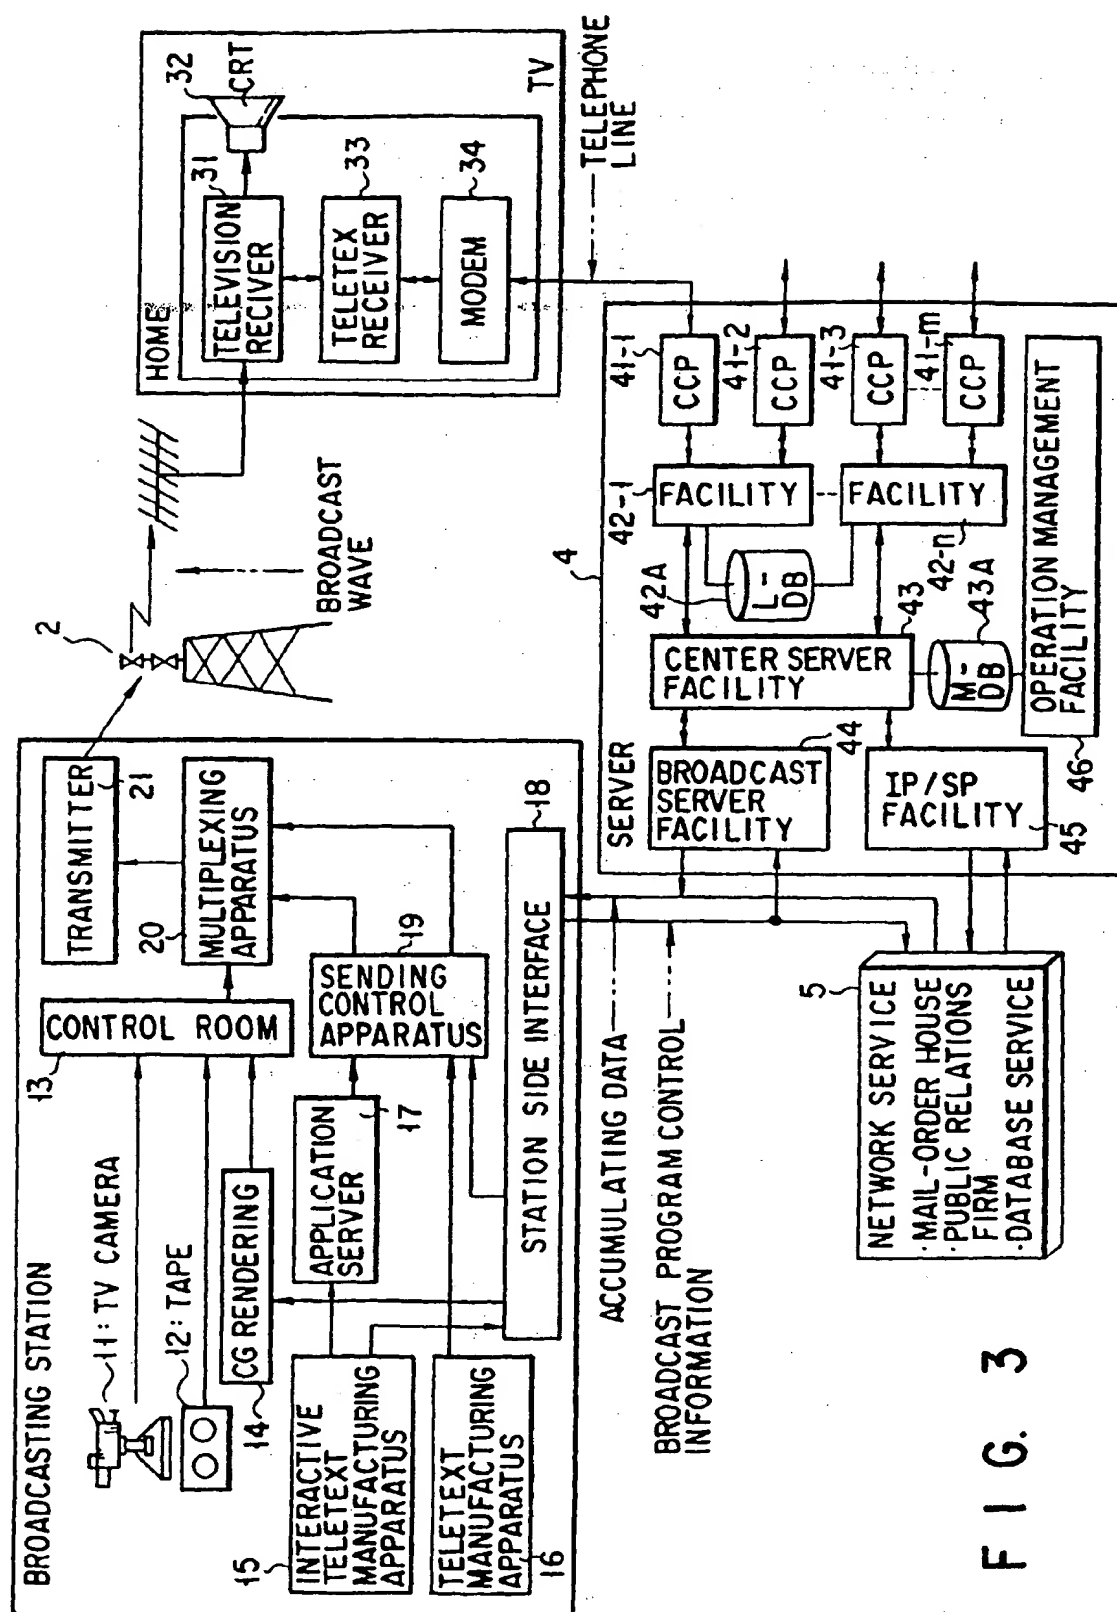 BROADCASTING STATION
11: TV CAMERA
12: TAPE
13
CONTROL ROOM
14
CG RENDERING
15
INTERACTIVE
TELETEXT
MANUFACTURING
APPARATUS
TELETEXT
MANUFACTURING
APPARATUS
16
APPLICATION
SERVER
17
SENDING
CONTROL
APPARATUS
19
20
MULTIPLEXING
APPARATUS
TRANSMITTER
21
STATION SIDE INTERFACE
18
2
BROADCAST
WAVE
HOME
TELEVISION
RECIVER
31
32
CRT
TELETEX
RECEIVER
33
MODEM
34
TV
TELEPHONE
LINE
ACCUMULATING DATA
BROADCAST PROGRAM CONTROL
INFORMATION
SERVER
4
BROADCAST
SERVER
FACILITY
44
IP/SP
FACILITY
45
CENTER SERVER
FACILITY
43
42A
L-
DB
M-
DB
43A
42-1
FACILITY
FACILITY
42-n
41-1
CCP
41-2
CCP
41-3
CCP
41-m
CCP
46
OPERATION MANAGEMENT
FACILITY
5
NETWORK SERVICE
·MAIL-ORDER HOUSE
·PUBLIC RELATIONS
FIRM
·DATABASE SERVICE
FIG. 3